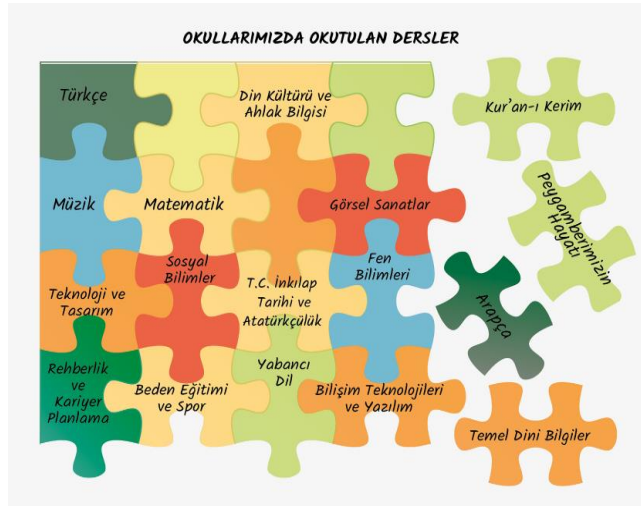 OKULLARIMIZDA OKUTULAN DERSLER
Türkçe
Din Kültürü ve
Ahlak Bilgisi
Kur'an-ı Kerim
Müzik
Matematik
Görsel Sanatlar
Peygamberimizin
Hayatı
Teknoloji ve
Tasarım
Sosyal
Bilimler
T.C. İnkılap
Tarihi ve
Atatürkçülük
Fen
Bilimleri
Arapça
Rehberlik
ve
Kariyer
Planlama
Beden Eğitimi
ve Spor
Yabancı
Dil
Bilişim Teknolojileri
ve Yazılım
Temel Dini Bilgiler